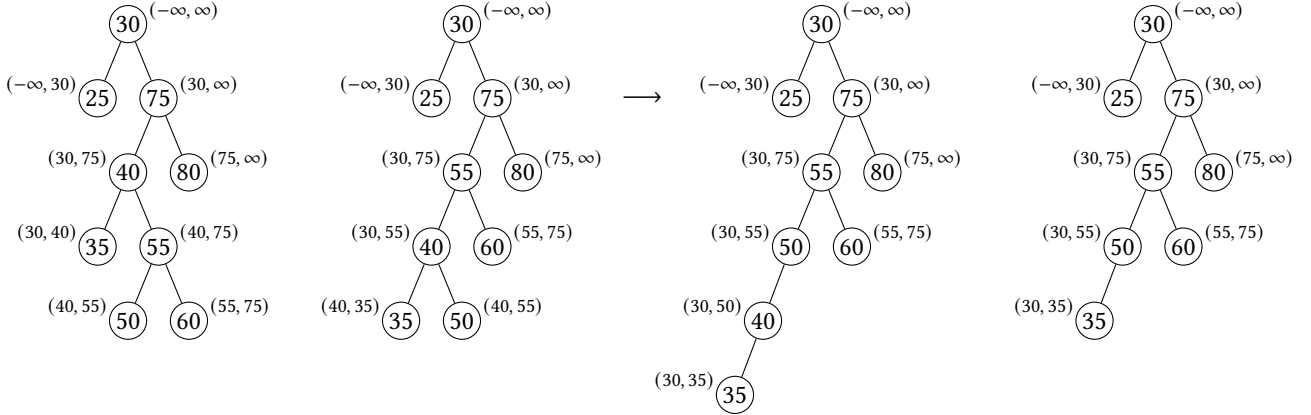 30 (−∞, ∞)
(−∞, 30) 25 75 (30, ∞)
(30, 75) 40 80 (75, ∞)
(30, 40) 35 55 (40, 75)
(40, 55) 50 60 (55, 75)
30 (−∞, ∞)
(−∞, 30) 25 75 (30, ∞)
(30, 75) 55 80 (75, ∞)
(30, 55) 40 60 (55, 75)
(40, 35) 35 50 (40, 55)
⟶
30 (−∞, ∞)
(−∞, 30) 25 75 (30, ∞)
(30, 75) 55 80 (75, ∞)
(30, 55) 50 60 (55, 75)
(30, 50) 40
(30, 35) 35
30 (−∞, ∞)
(−∞, 30) 25 75 (30, ∞)
(30, 75) 55 80 (75, ∞)
(30, 55) 50 60 (55, 75)
(30, 35) 35